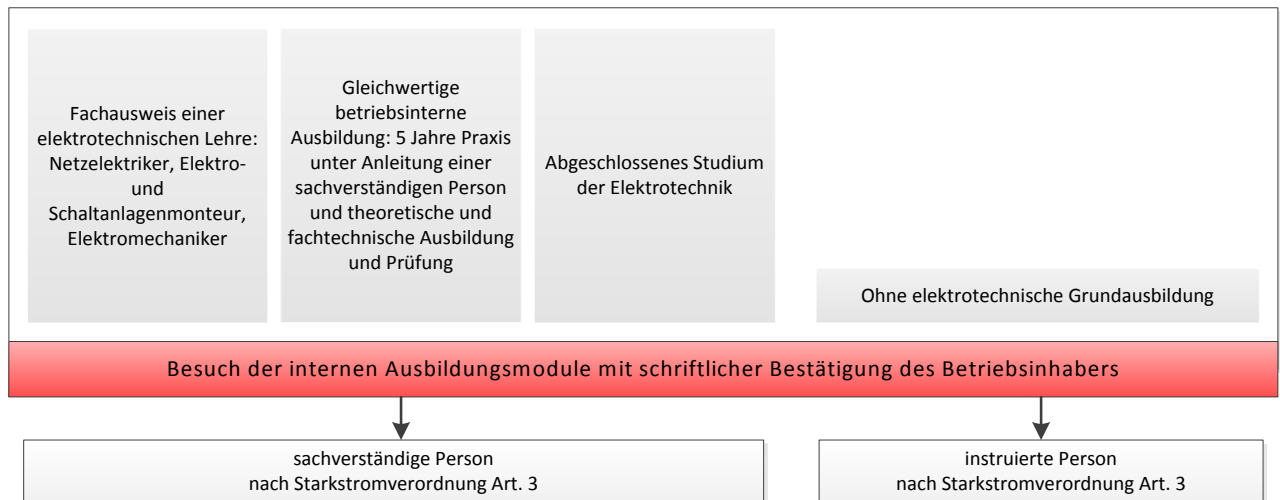 Fachausweis einer
elektrotechnischen Lehre:
Netzelektriker, Elektro-
und
Schaltanlagenmonteur,
Elektromechaniker
Gleichwertige
betriebsinterne
Ausbildung: 5 Jahre Praxis
unter Anleitung einer
sachverständigen Person
und theoretische und
fachtechnische Ausbildung
und Prüfung
Abgeschlossenes Studium
der Elektrotechnik
Ohne elektrotechnische Grundausbildung
Besuch der internen Ausbildungsmodule mit schriftlicher Bestätigung des Betriebsinhabers
sachverständige Person
nach Starkstromverordnung Art. 3
instruierte Person
nach Starkstromverordnung Art. 3